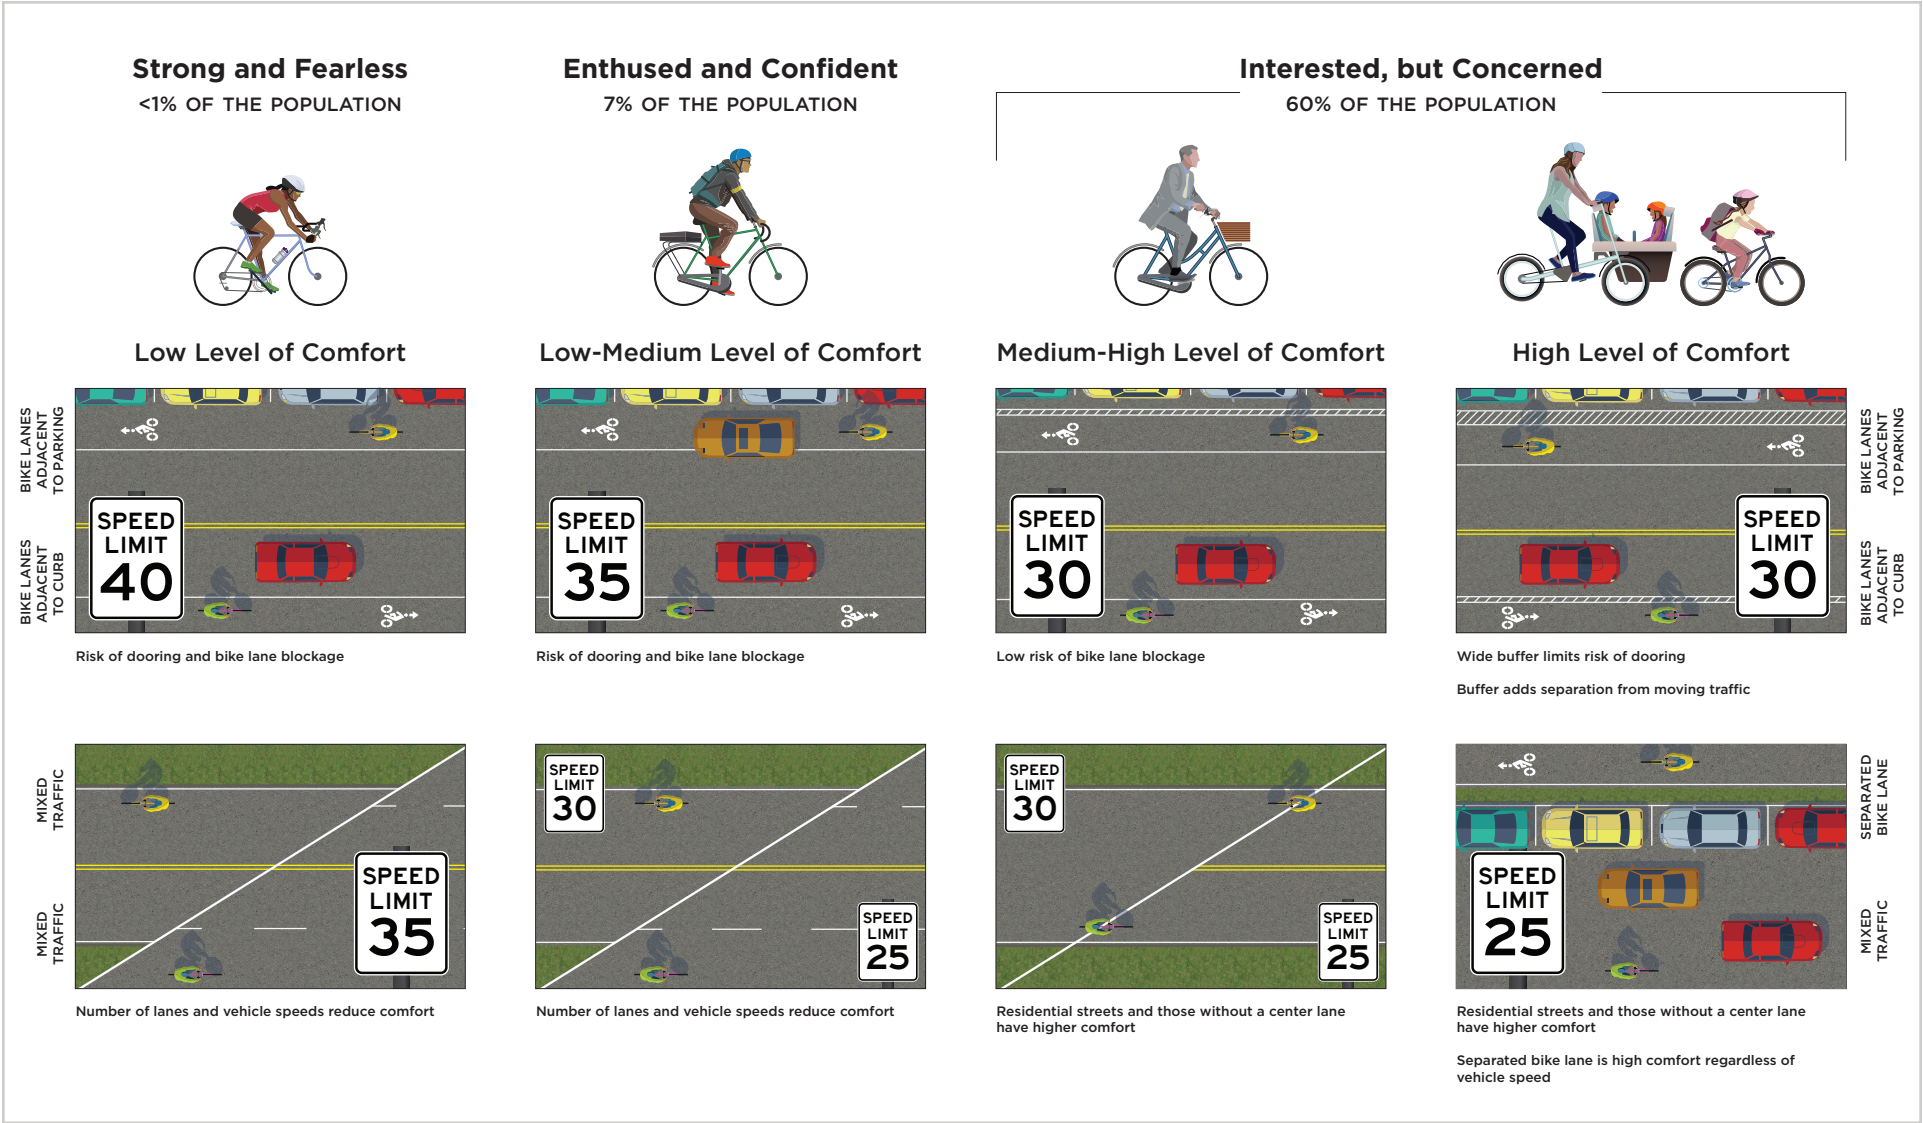 Strong and Fearless
<1% OF THE POPULATION
Enthused and Confident
7% OF THE POPULATION
Interested, but Concerned
60% OF THE POPULATION
Low Level of Comfort
Low-Medium Level of Comfort
Medium-High Level of Comfort
High Level of Comfort
BIKE LANES
ADJACENT
TO PARKING
BIKE LANES
ADJACENT
TO CURB
SPEED
LIMIT
40
SPEED
LIMIT
35
SPEED
LIMIT
30
SPEED
LIMIT
30
BIKE LANES
ADJACENT
TO PARKING
BIKE LANES
ADJACENT
TO CURB
Risk of dooring and bike lane blockage
Risk of dooring and bike lane blockage
Low risk of bike lane blockage
Wide buffer limits risk of dooring
Buffer adds separation from moving traffic
MIXED
TRAFFIC
MIXED
TRAFFIC
SPEED
LIMIT
35
SPEED
LIMIT
30
SPEED
LIMIT
25
SPEED
LIMIT
30
SPEED
LIMIT
25
SPEED
LIMIT
25
SEPARATED
BIKE LANE
MIXED
TRAFFIC
Number of lanes and vehicle speeds reduce comfort
Number of lanes and vehicle speeds reduce comfort
Residential streets and those without a center lane
have higher comfort
Residential streets and those without a center lane
have higher comfort
Separated bike lane is high comfort regardless of
vehicle speed